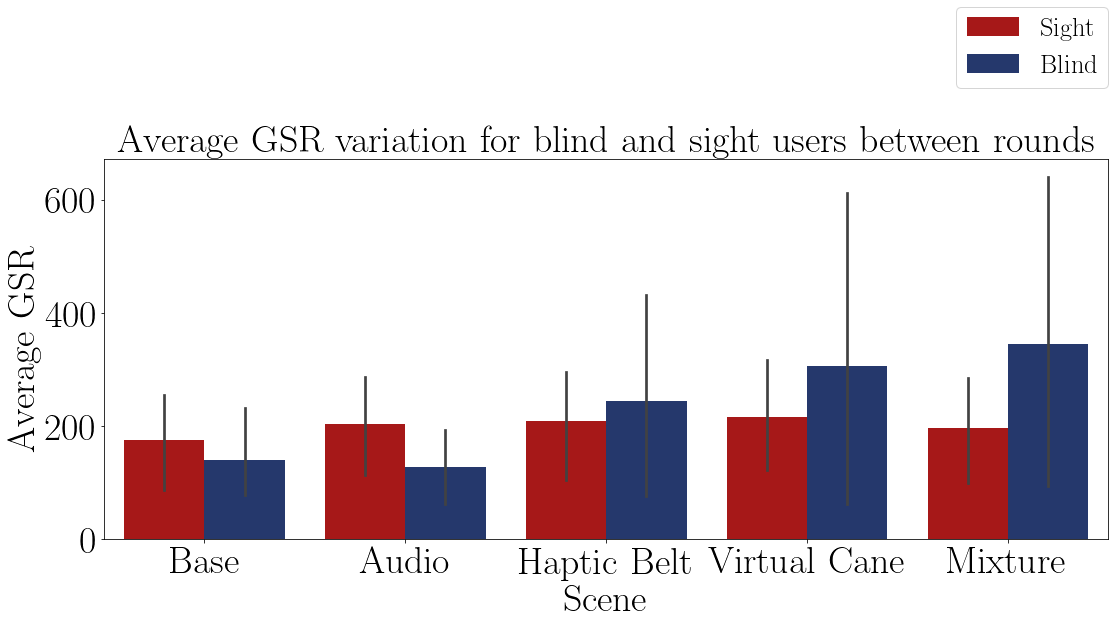 Sight
Blind
Average GSR variation for blind and sight users between rounds
Average GSR
600
400
200
0
Base Audio Haptic Belt Virtual Cane Mixture
Scene